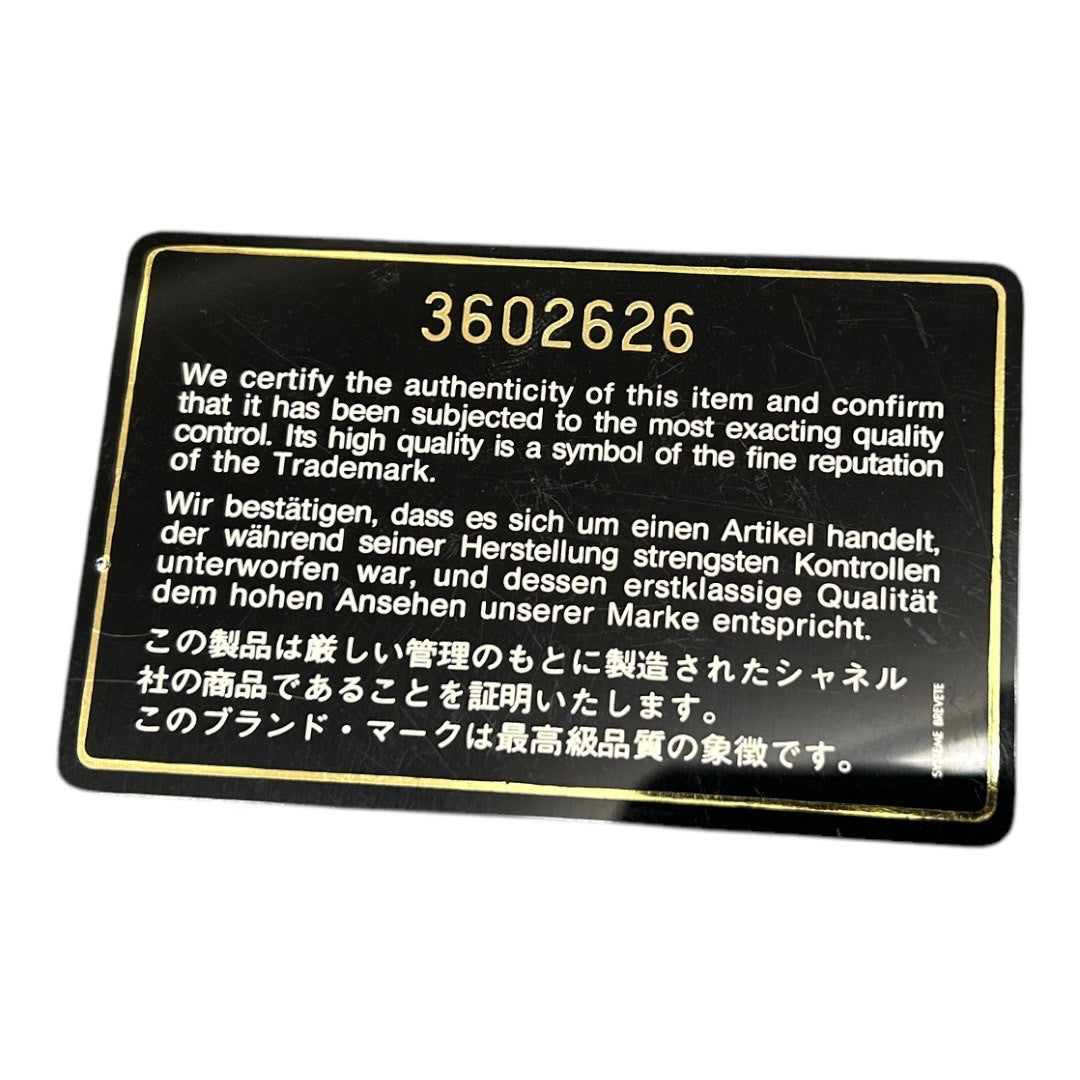 3602626
We certify the authenticity of this item and confirm
that it has been subjected to the most exacting quality
control. Its high quality is a symbol of the fine reputation
of the Trademark.
Wir bestätigen, dass es sich um einen Artikel handelt,
der während seiner Herstellung strengsten Kontrollen
unterworfen war, und dessen erstklassige Qualität
dem hohen Ansehen unserer Marke entspricht.
この製品は厳しい管理のもとに製造されたシャネル
社の商品であることを証明いたします。
このブランド・マークは最高級品質の象徴です。
SYSTEME BREVETE